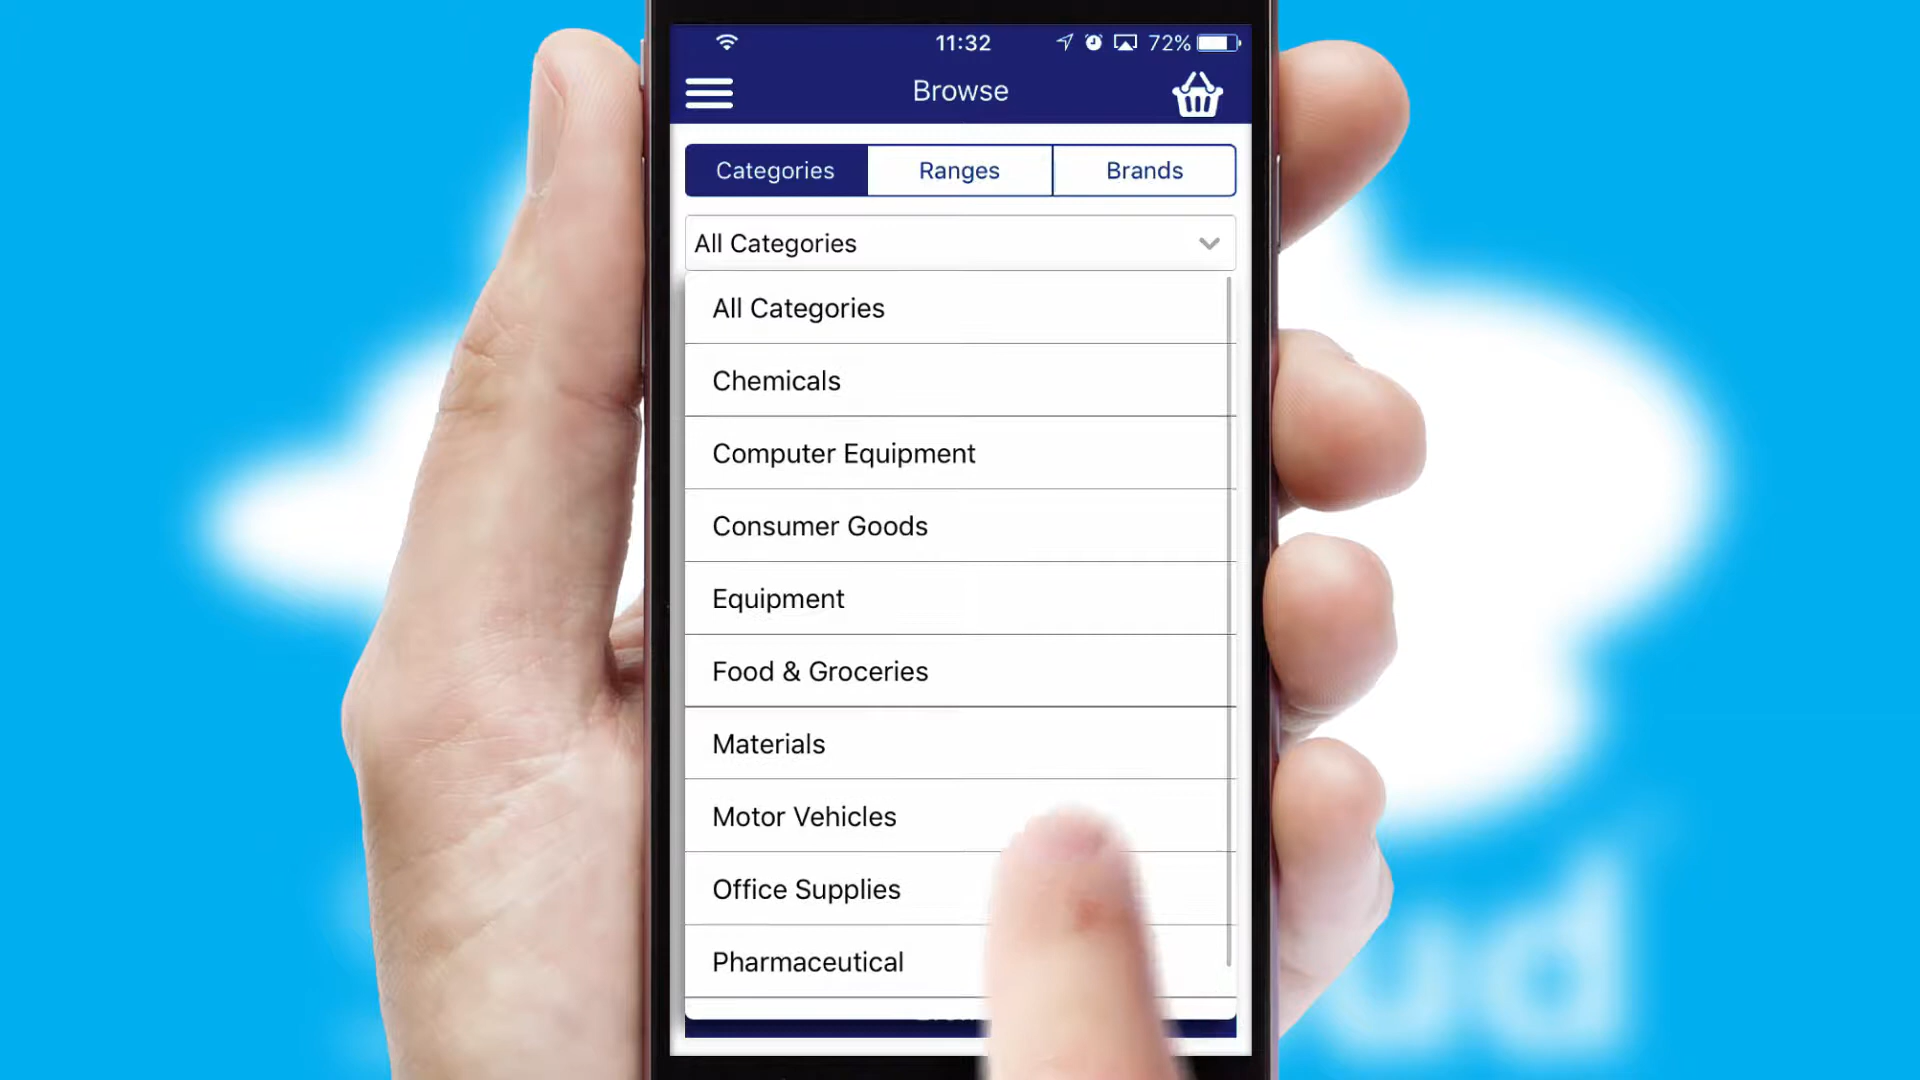 11:32
72%
Browse
Categories
Ranges
Brands
All Categories
All Categories
Chemicals
Computer Equipment
Consumer Goods
Equipment
Food & Groceries
Materials
Motor Vehicles
Office Supplies
Pharmaceutical